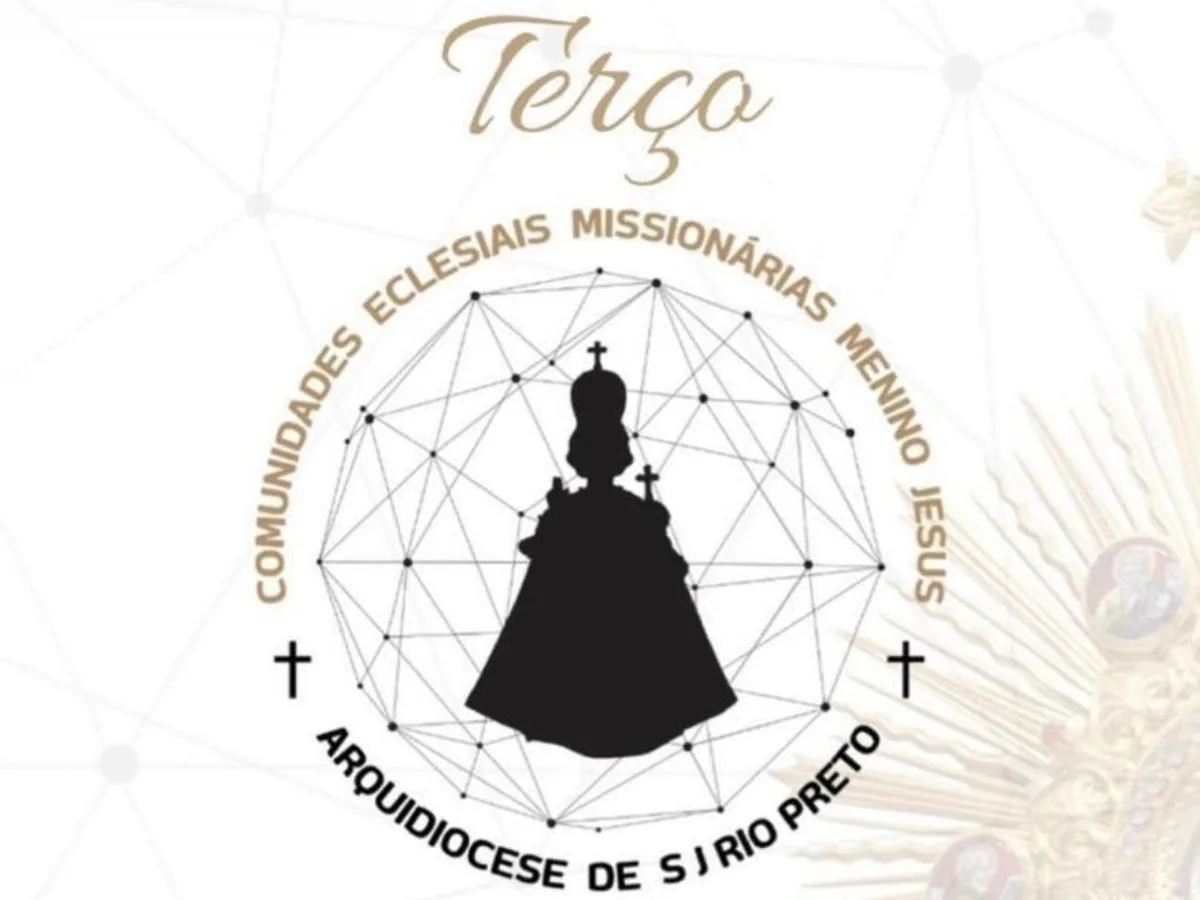 Terço
COMUNIDADES ECLESIAIS MISSIONÁRIAS MENINO JESUS
ARQUIDIOCESE DE S J RIO PRETO